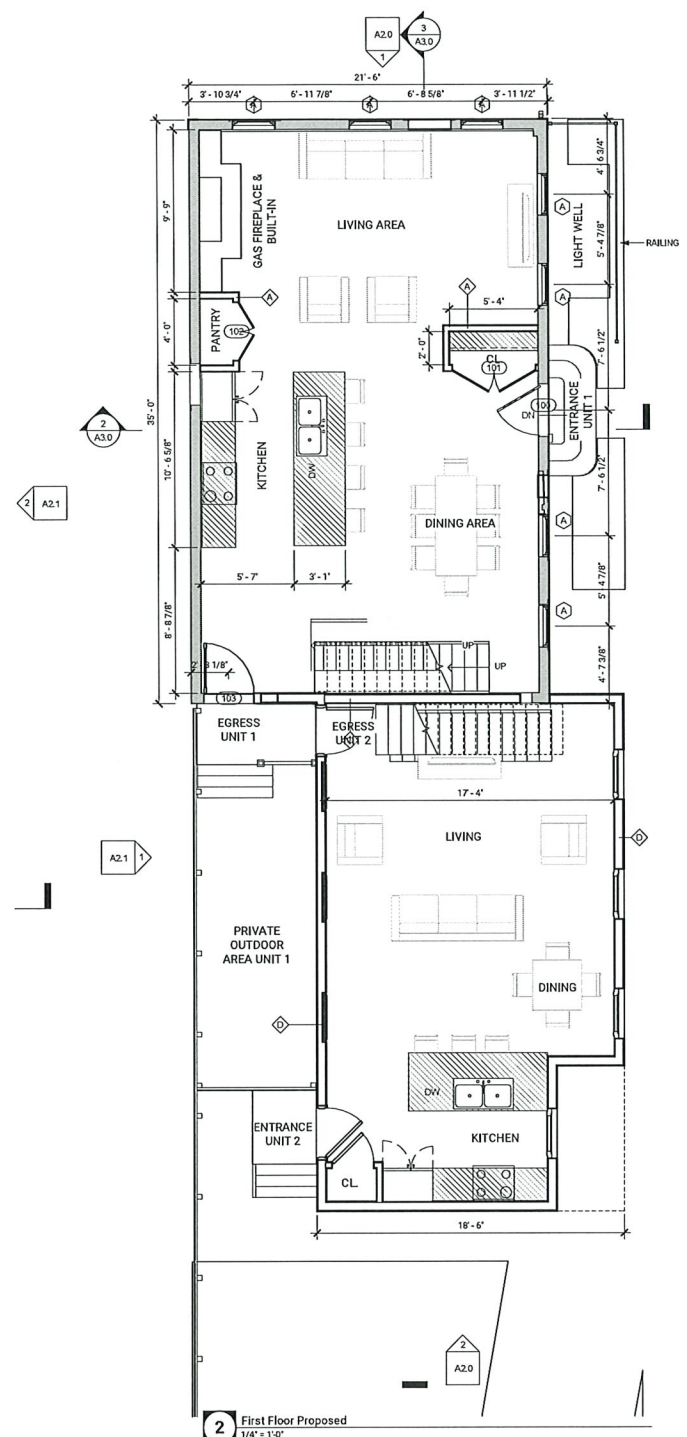 A2.0
1
3
A3.0
21' - 6"
3' - 10 3/4"
6' - 11 7/8"
6' - 8 5/8"
3' - 11 1/2"
4' - 6 3/4"
5' - 4 7/8"
7' - 6 1/2"
7' - 6 1/2"
5' - 4 7/8"
4' - 7 3/8"
RAILING
LIGHT WELL
A
A
A
A
9' - 9"
4' - 0"
10' - 6 5/8"
8' - 8 7/8"
35' - 0"
GAS FIREPLACE &
BUILT-IN
LIVING AREA
A
A
5' - 4"
2' - 0"
CL.
101
PANTRY
102
100
DN
ENTRANCE
UNIT 1
2
A3.0
2
A2.1
KITCHEN
DW
DINING AREA
5' - 7"
3' - 1"
UP
UP
103
EGRESS
UNIT 1
EGRESS
UNIT 2
17' - 4"
LIVING
D
A2.1
1
PRIVATE
OUTDOOR
AREA UNIT 1
DINING
D
DW
ENTRANCE
UNIT 2
KITCHEN
CL.
18' - 6"
2
A2.0
2
First Floor Proposed
1/4" = 1'-0"